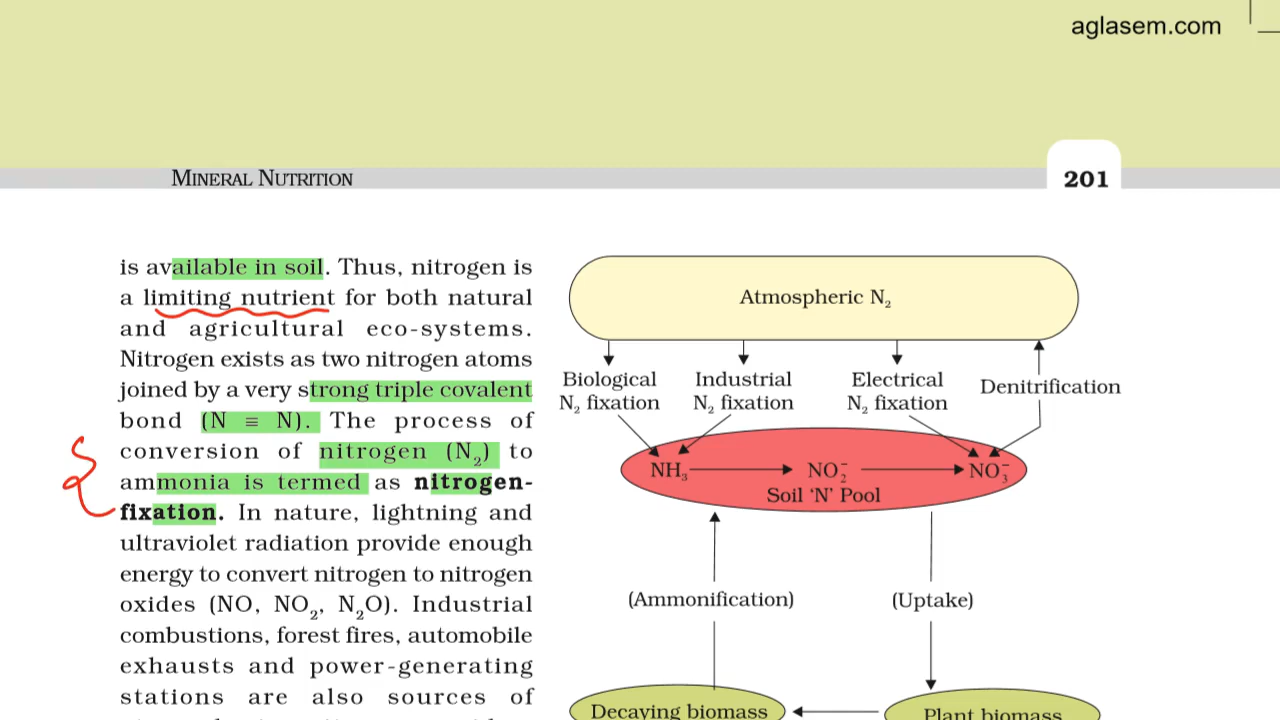 aglasem.com
MINERAL NUTRITION
201
is available in soil. Thus, nitrogen is
a limiting nutrient for both natural
and agricultural eco-systems.
Nitrogen exists as two nitrogen atoms
joined by a very strong triple covalent
bond (N ≡ N). The process of
conversion of nitrogen (N₂) to
ammonia is termed as nitrogen-
fixation. In nature, lightning and
ultraviolet radiation provide enough
energy to convert nitrogen to nitrogen
oxides (NO, NO₂, N₂O). Industrial
combustions, forest fires, automobile
exhausts and power-generating
stations are also sources of
Atmospheric N₂
Biological
N₂ fixation
Industrial
N₂ fixation
Electrical
N₂ fixation
Denitrification
NH₃
NO₂⁻
NO₃⁻
Soil ‘N’ Pool
(Ammonification)
(Uptake)
Decaying biomass
Plant biomass